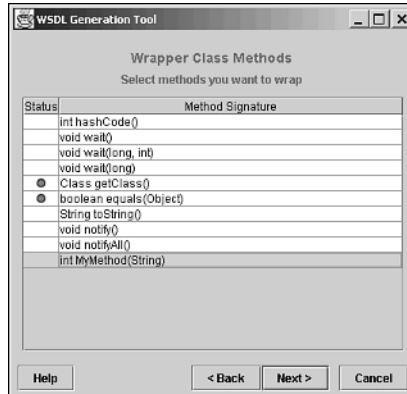 WSDL Generation Tool
Wrapper Class Methods
Select methods you want to wrap
Status Method Signature
int hashCode()
void wait()
void wait(long, int)
void wait(long)
Class getClass()
boolean equals(Object)
String toString()
void notify()
void notifyAll()
int MyMethod(String)
Help < Back Next > Cancel